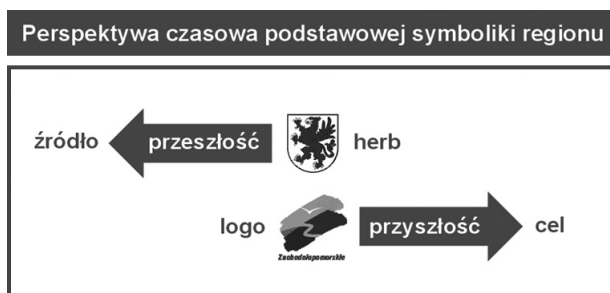 Perspektywa czasowa podstawowej symboliki regionu
źródło przeszłość herb
logo przyszłość cel
Zachodniopomorskie